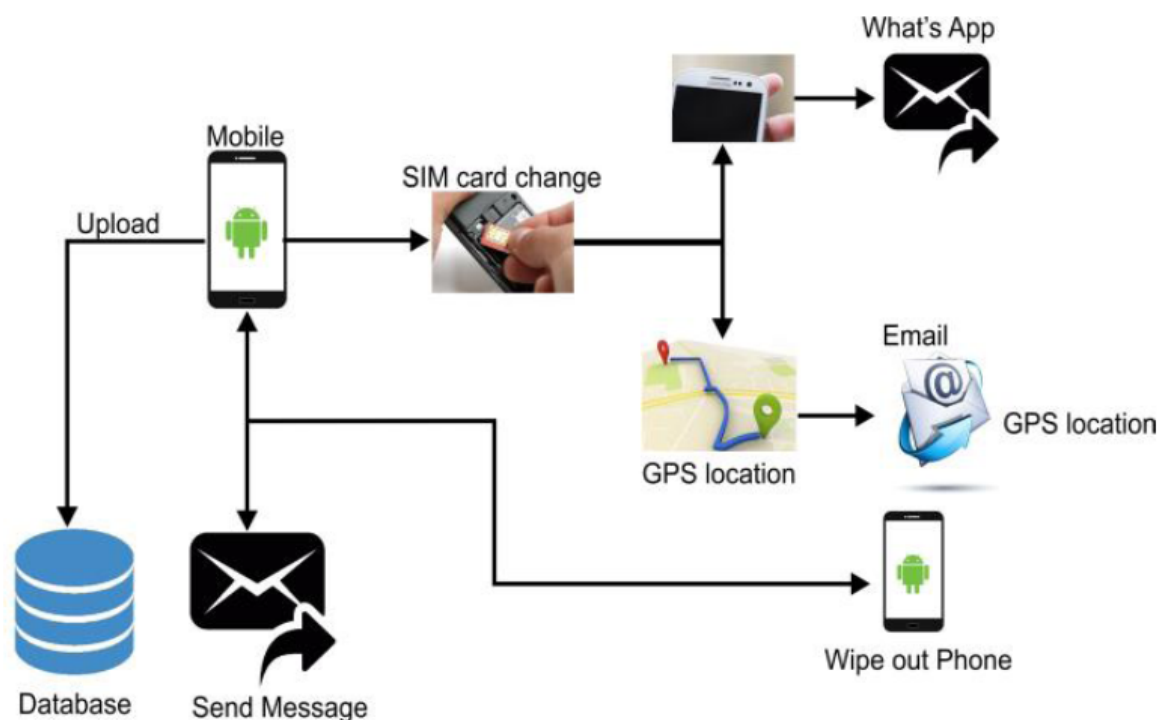 What's App
Mobile
SIM card change
Upload
Email
GPS location
GPS location
Wipe out Phone
Database
Send Message